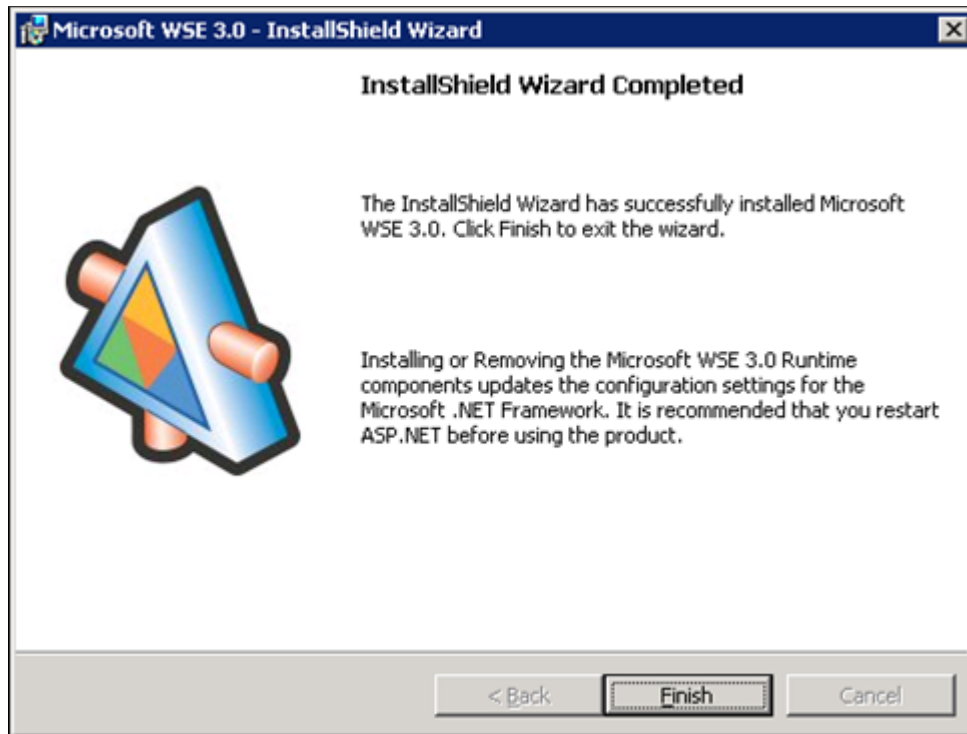 Microsoft WSE 3.0 - InstallShield Wizard
InstallShield Wizard Completed
The InstallShield Wizard has successfully installed Microsoft
WSE 3.0. Click Finish to exit the wizard.
Installing or Removing the Microsoft WSE 3.0 Runtime
components updates the configuration settings for the
Microsoft .NET Framework. It is recommended that you restart
ASP.NET before using the product.
< Back
Finish
Cancel